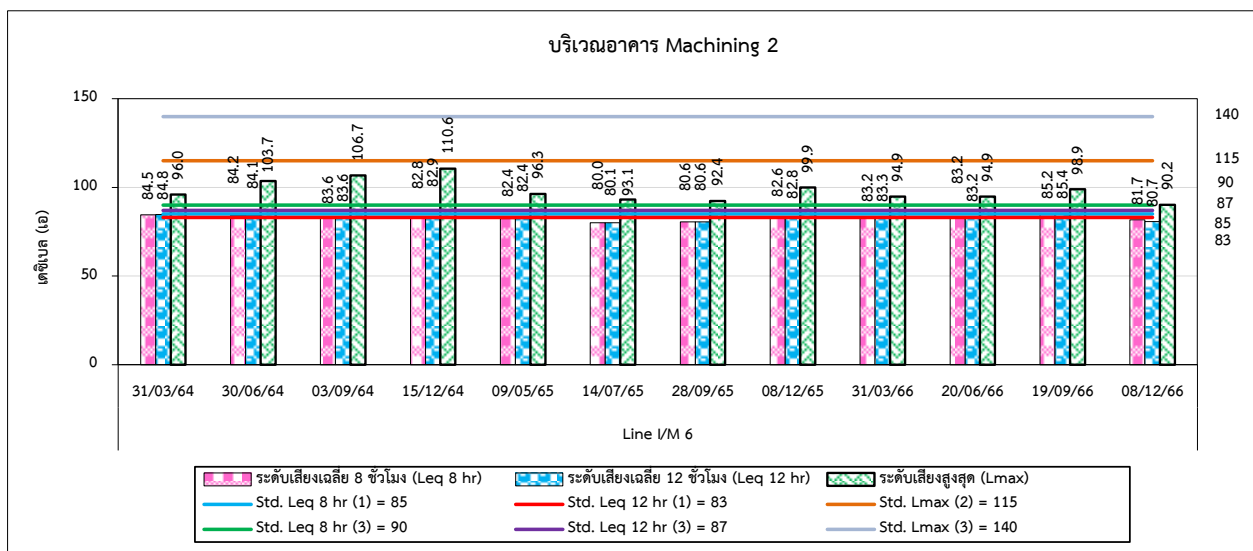 บริเวณอาคาร Machining 2
150
100
50
0
เดซิเบล (เอ)
84.5 84.8 96.0 84.2 84.1 103.7 83.6 83.6 106.7 82.8 82.9 110.6 82.4 82.4 96.3 80.0 80.1 93.1 80.6 80.6 92.4 82.6 82.8 99.9 83.2 83.3 94.9 83.2 83.2 94.9 85.2 85.4 98.9 81.7 80.7 90.2
140
115
90
87
85
83
31/03/64 30/06/64 03/09/64 15/12/64 09/05/65 14/07/65 28/09/65 08/12/65 31/03/66 20/06/66 19/09/66 08/12/66
Line I/M 6
ระดับเสียงเฉลี่ย 8 ชั่วโมง (Leq 8 hr) ระดับเสียงเฉลี่ย 12 ชั่วโมง (Leq 12 hr) ระดับเสียงสูงสุด (Lmax)
Std. Leq 8 hr (1) = 85 Std. Leq 12 hr (1) = 83 Std. Lmax (2) = 115
Std. Leq 8 hr (3) = 90 Std. Leq 12 hr (3) = 87 Std. Lmax (3) = 140